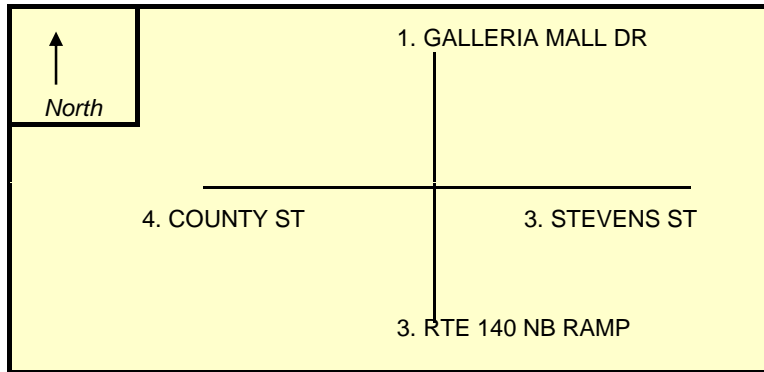 1. GALLERIA MALL DR
North
4. COUNTY ST
3. STEVENS ST
3. RTE 140 NB RAMP